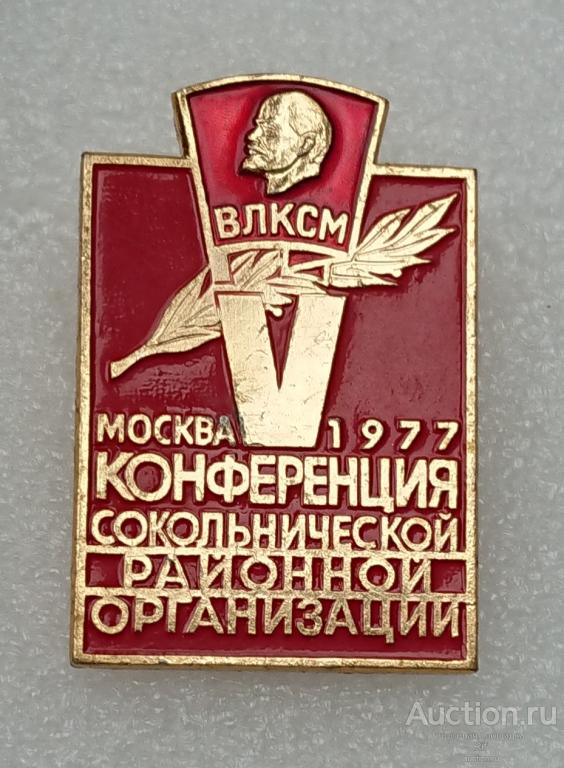 ВЛКСМ
V
МОСКВА 1977
КОНФЕРЕНЦИЯ
СОКОЛЬНИЧЕСКОЙ
РАЙОННОЙ
ОРГАНИЗАЦИИ
Auction.ru